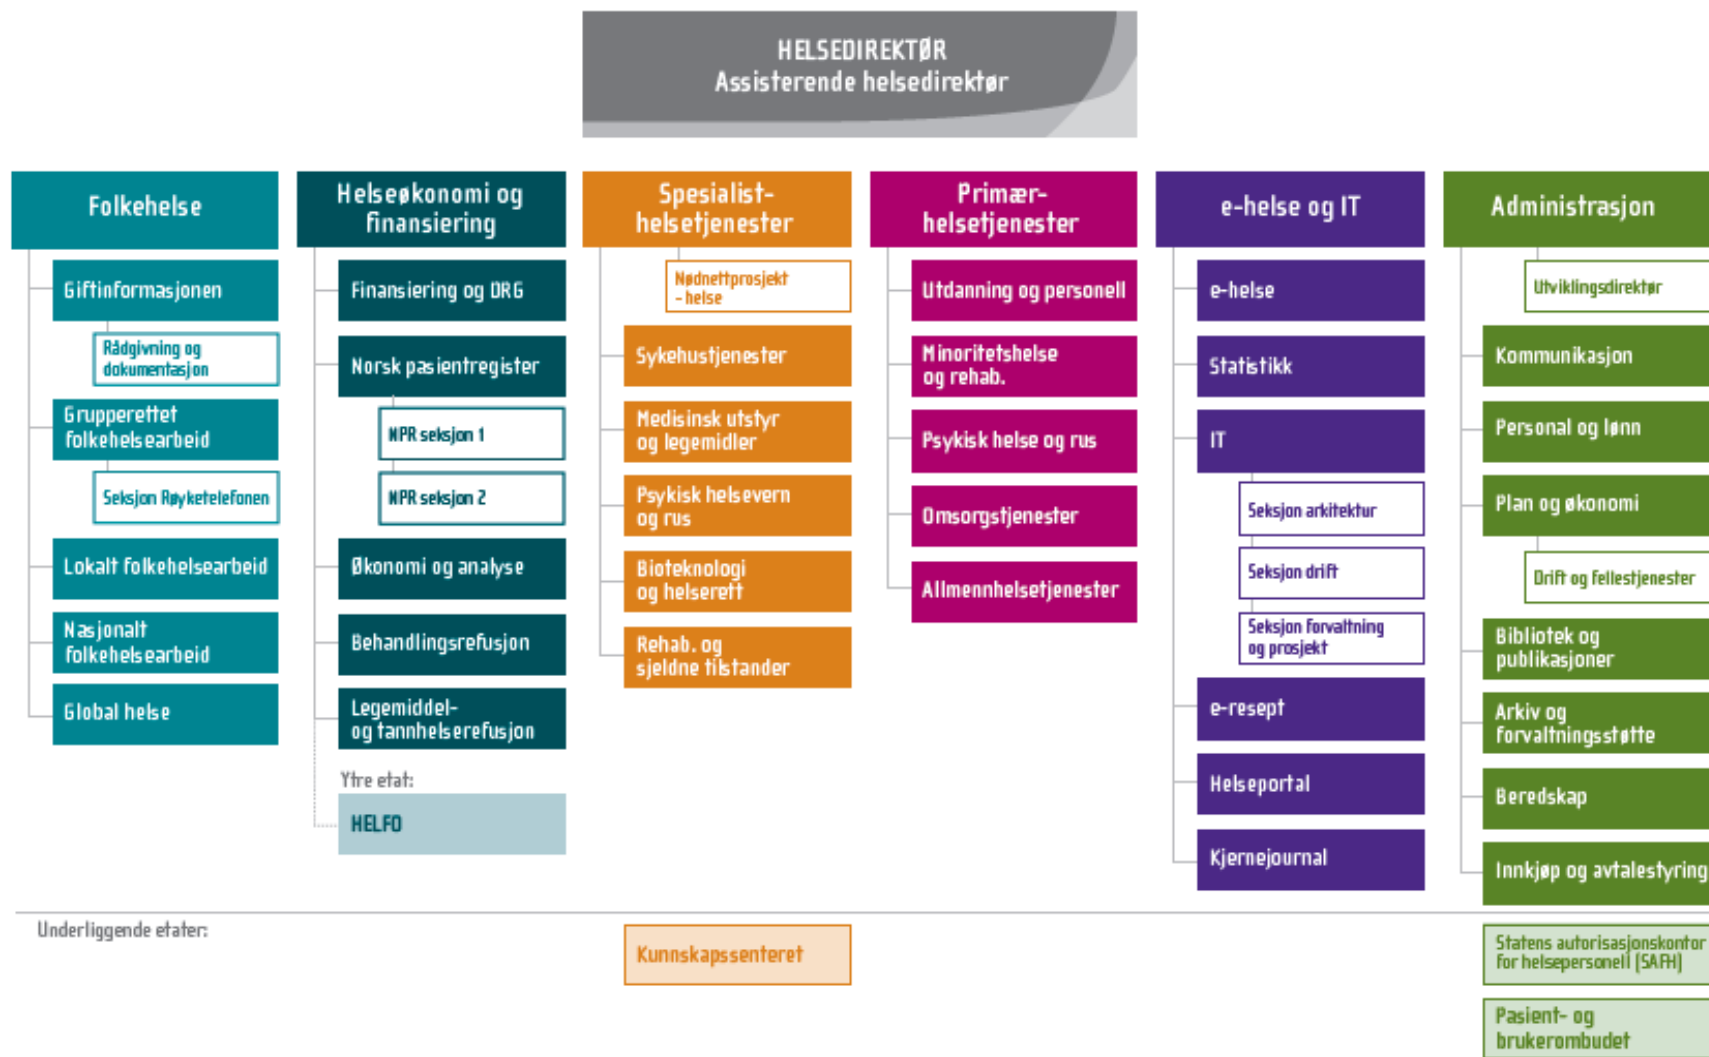 HELSEDIREKTØR
Assisterende helsedirektør
Folkehelse
Giftinformasjonen
Rådgivning og
dokumentasjon
Grupperettet
folkehelsearbeid
Seksjon Røyketelefonen
Lokalt folkehelsearbeid
Nasjonalt
folkehelsearbeid
Global helse
Helseøkonomi og
finansiering
Finansiering og DRG
Norsk pasientregister
NPR seksjon 1
NPR seksjon 2
Økonomi og analyse
Behandlingsrefusjon
Legemiddel-
og tannhelserefusjon
Ytre etat:
HELFO
Spesialist-
helsetjenester
Nødnettprosjekt
- helse
Sykehustjenester
Medisinsk utstyr
og legemidler
Psykisk helsevern
og rus
Bioteknologi
og helserett
Rehab. og
sjeldne tilstander
Primær-
helsetjenester
Utdanning og personell
Minoritetshelse
og rehab.
Psykisk helse og rus
Omsorgstjenester
Allmennhelsetjenester
e-helse og IT
e-helse
Statistikk
IT
Seksjon arkitektur
Seksjon drift
Seksjon forvaltning
og prosjekt
e-resept
Helseportal
Kjernejournal
Administrasjon
Utviklingsdirektør
Kommunikasjon
Personal og lønn
Plan og økonomi
Drift og fellestjenester
Bibliotek og
publikasjoner
Arkiv og
forvaltningsstøtte
Beredskap
Innkjøp og avtalestyring
Underliggende etater:
Kunnskapssenteret
Statens autorisasjonskontor
for helsepersonell (SAFH)
Pasient- og
brukerombudet